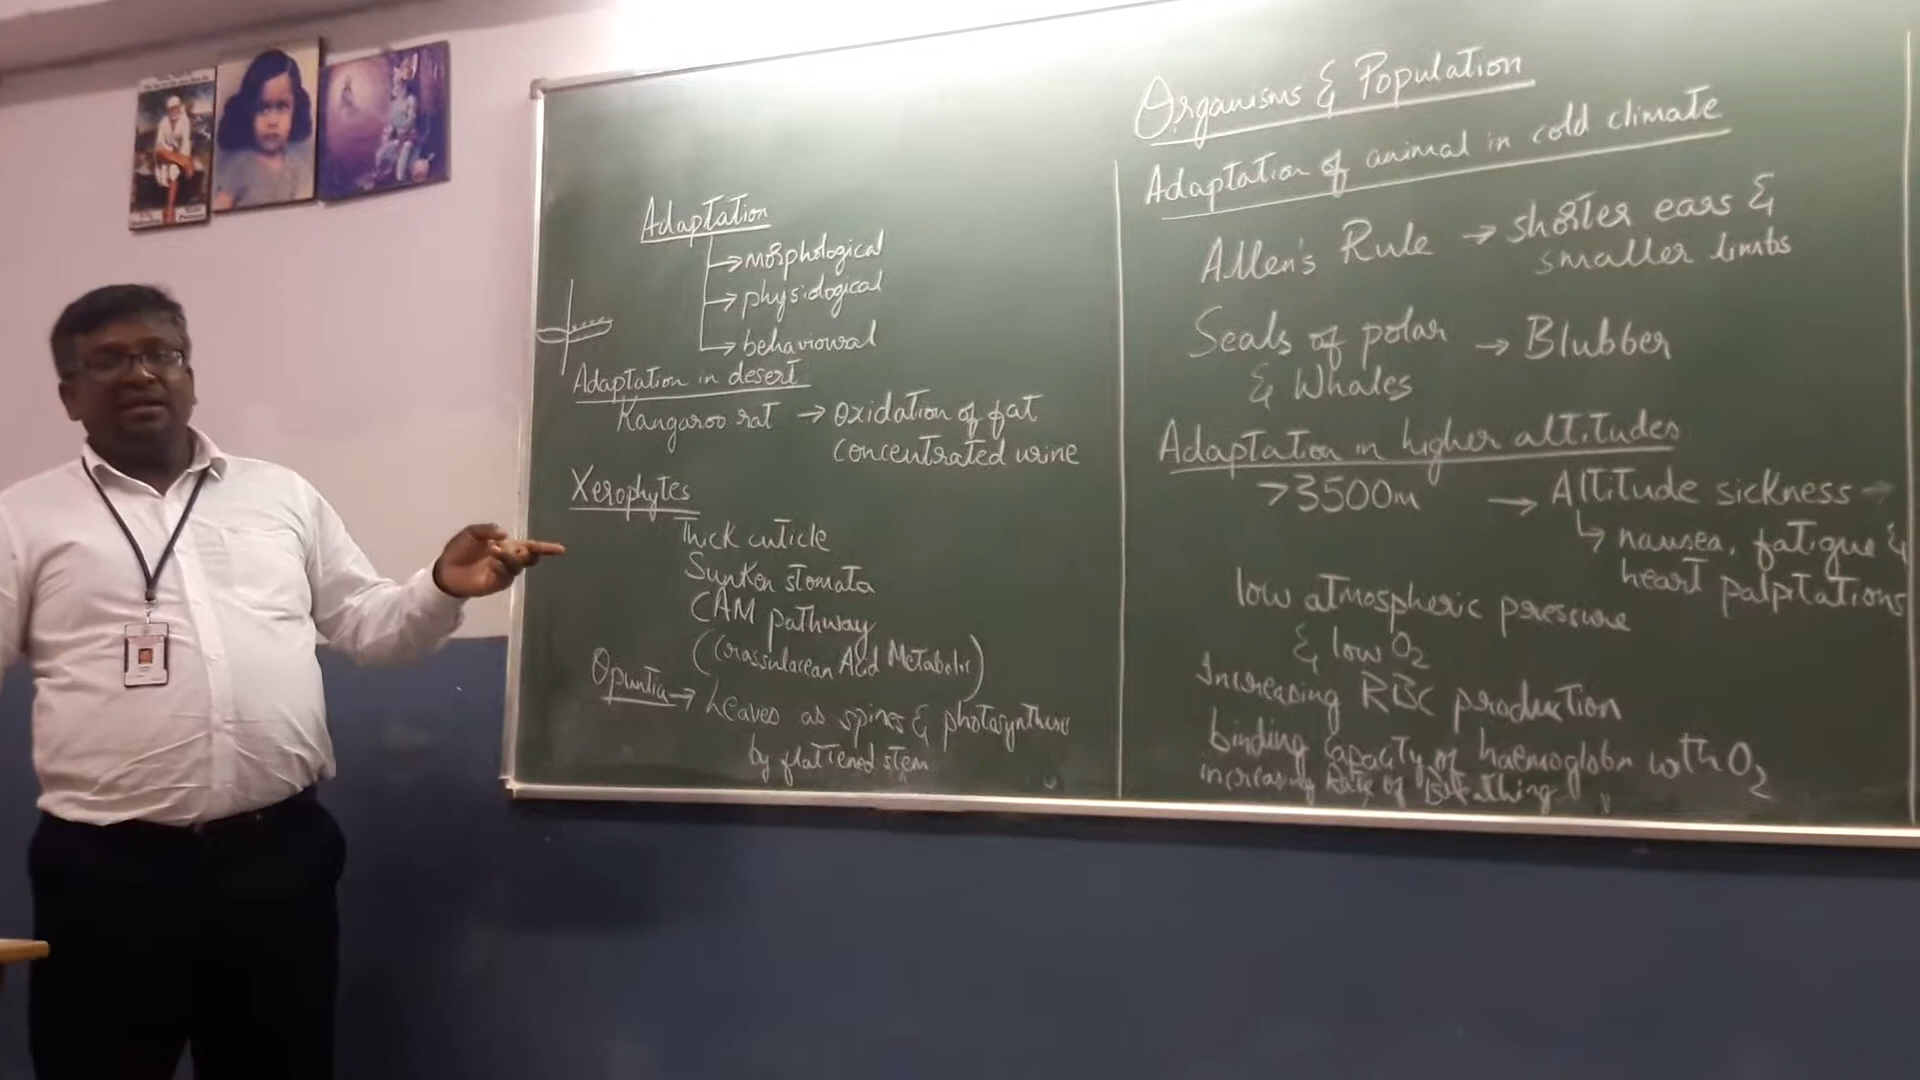 Adaptation
→ morphological
→ physiological
→ behavioural
Adaptation in desert
Kangaroo rat → oxidation of fat
concentrated urine
Xerophytes
Thick cuticle
Sunken stomata
CAM pathway
(Crassulacean Acid Metabolic)
Opuntia → Leaves as spines & photosynthesis
by flattened stem
Organisms & Population
Adaptation of animal in cold climate
Allen's Rule → shorter ears &
smaller limbs
Seals of polar → Blubber
& Whales
Adaptation in higher altitudes
>3500m → Altitude sickness →
↳ nausea, fatigue &
heart palpitations
low atmospheric pressure
& low O₂
Increasing RBC production
binding capacity of haemoglobin with O₂
increasing Rate of Breathing